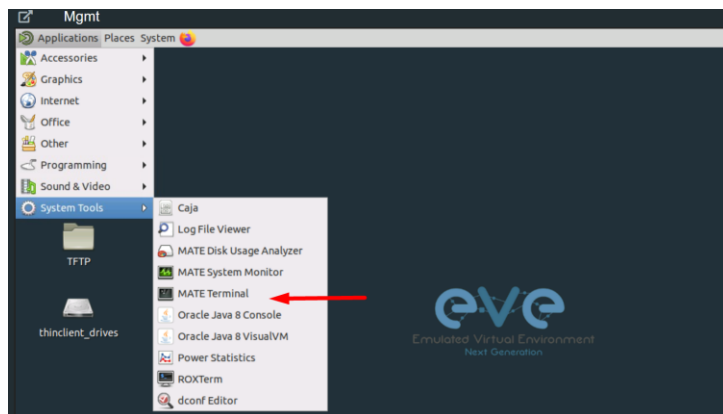 Mgmt
Applications Places System
Accessories
Graphics
Internet
Office
Other
Programming
Sound & Video
System Tools
Caja
Log File Viewer
MATE Disk Usage Analyzer
MATE System Monitor
MATE Terminal
Oracle Java 8 Console
Oracle Java 8 VisualVM
Power Statistics
ROXTerm
dconf Editor
TFTP
thinclient_drives
eve
Emulated Virtual Environment
Next Generation